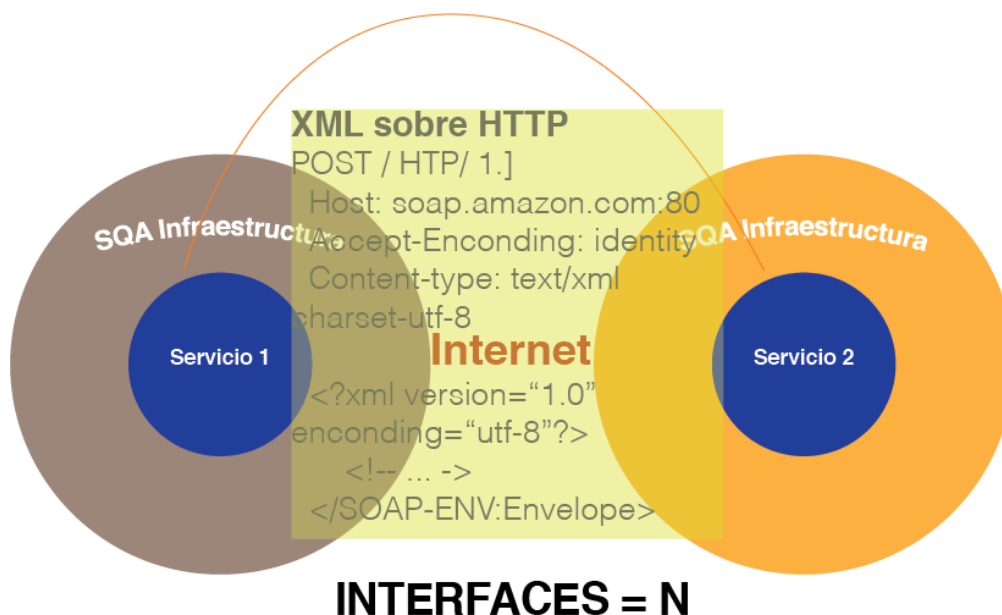 XML sobre HTTP
POST / HTP/ 1.]
Host: soap.amazon.com:80
SQA Infraestructura
SQA Infraestructura
Accept-Enconding: identity
Content-type: text/xml
charset-utf-8
Internet
Servicio 1
Servicio 2
<?xml version=“1.0”
enconding=“utf-8”?>
<!-- ... ->
</SOAP-ENV:Envelope>
INTERFACES = N